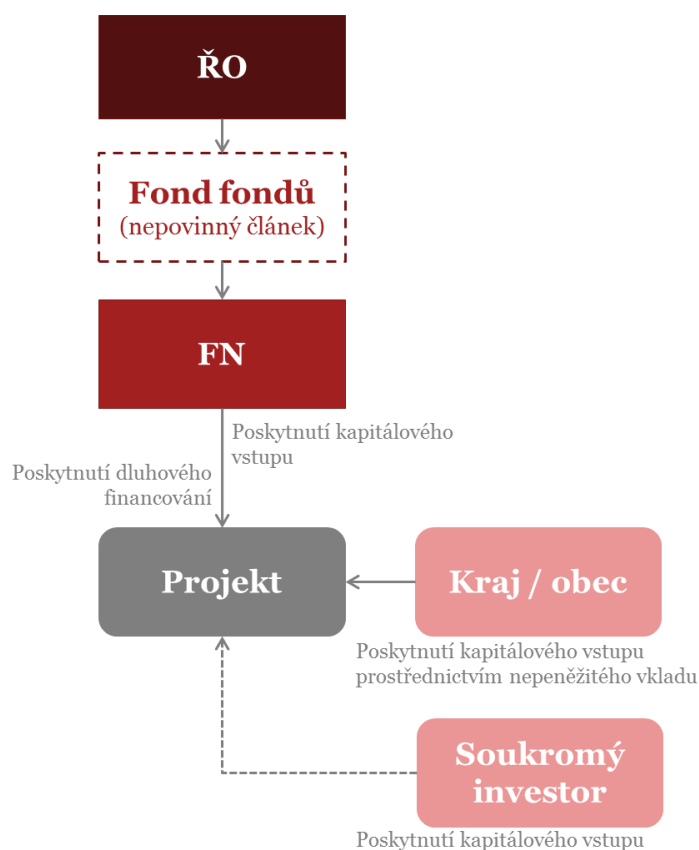 ŘO
Fond fondů
(nepovinný článek)
FN
Poskytnutí kapitálového
vstupu
Poskytnutí dluhového
financování
Projekt
Kraj / obec
Poskytnutí kapitálového vstupu
prostřednictvím nepeněžitého vkladu
Soukromý
investor
Poskytnutí kapitálového vstupu